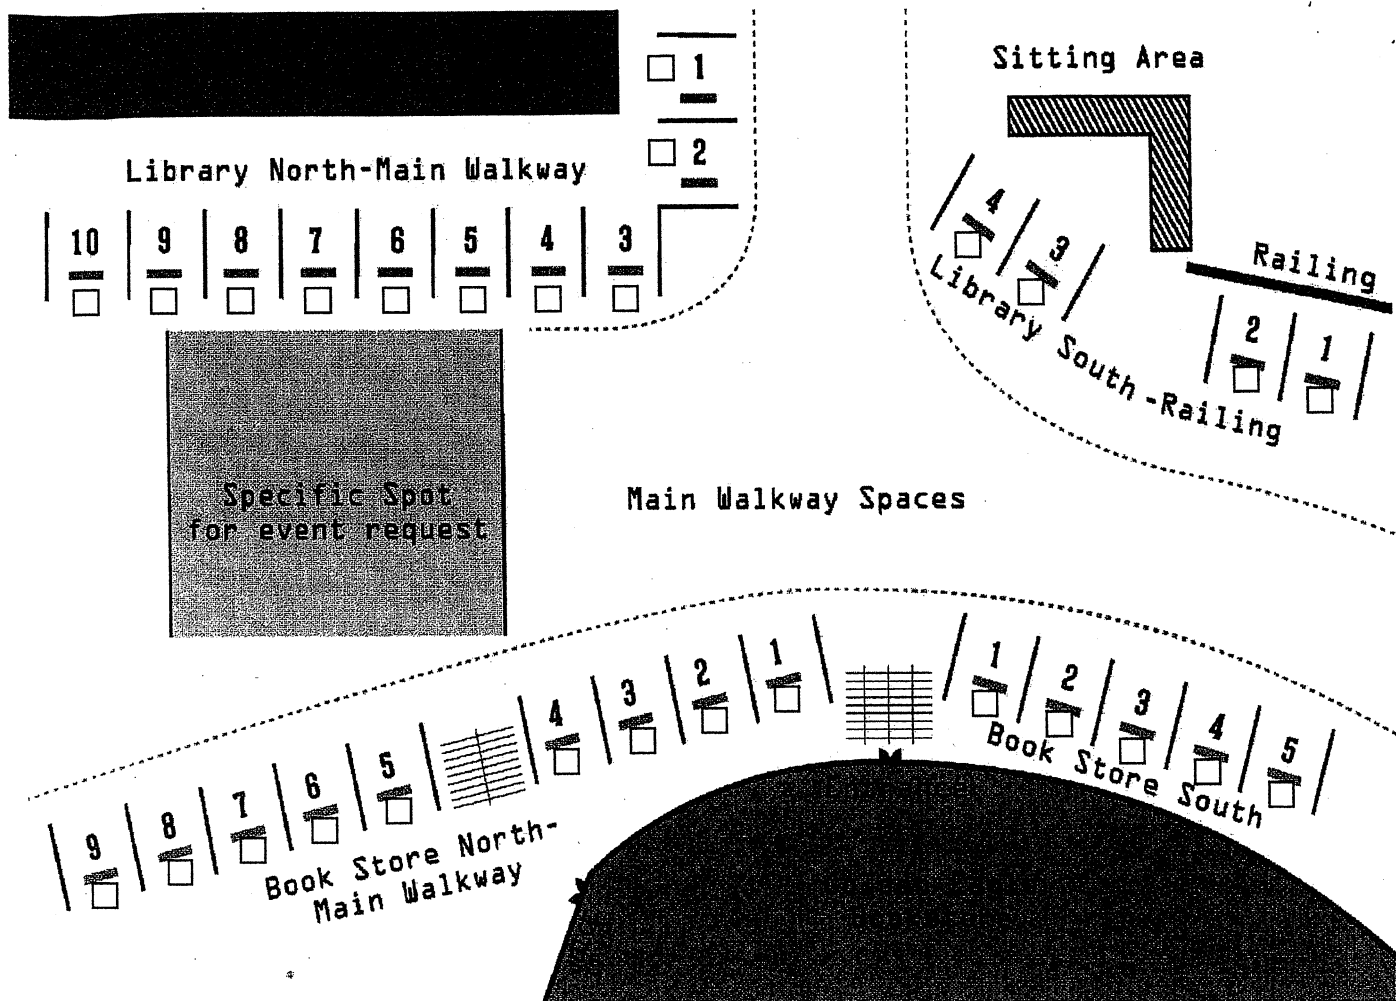 Sitting Area
1
2
Library North-Main Walkway
10 9 8 7 6 5 4 3
4 3
Library South-Railing
Railing
2 1
Specific Spot
for event request
Main Walkway Spaces
9 8 7 6 5 4 3 2 1
Book Store North-
Main Walkway
1 2 3 4 5
Book Store South